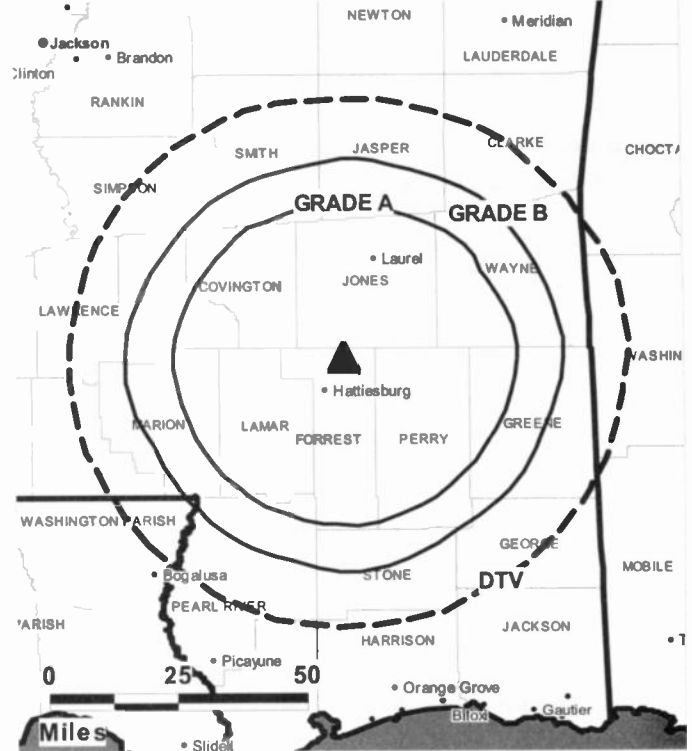 NEWTON
Meridian
Jackson
Brandon
Clinton
LAUDERDALE
RANKIN
CLARKE
JASPER
CHOCTA
SMITH
SIMPSON
GRADE A
GRADE B
Laurel
WAYNE
JONES
COVINGTON
LAWRENCE
WASHIN
Hattiesburg
MARION
LAMAR
FORREST
PERRY
GREENE
WASHINGTON PARISH
GEORGE
MOBILE
Bogalusa
STONE
DTV
PEARL RIVER
PARISH
HARRISON
JACKSON
T
Picayune
0 25 50
Orange Grove
Biloxi
Gautier
Miles
Slidell